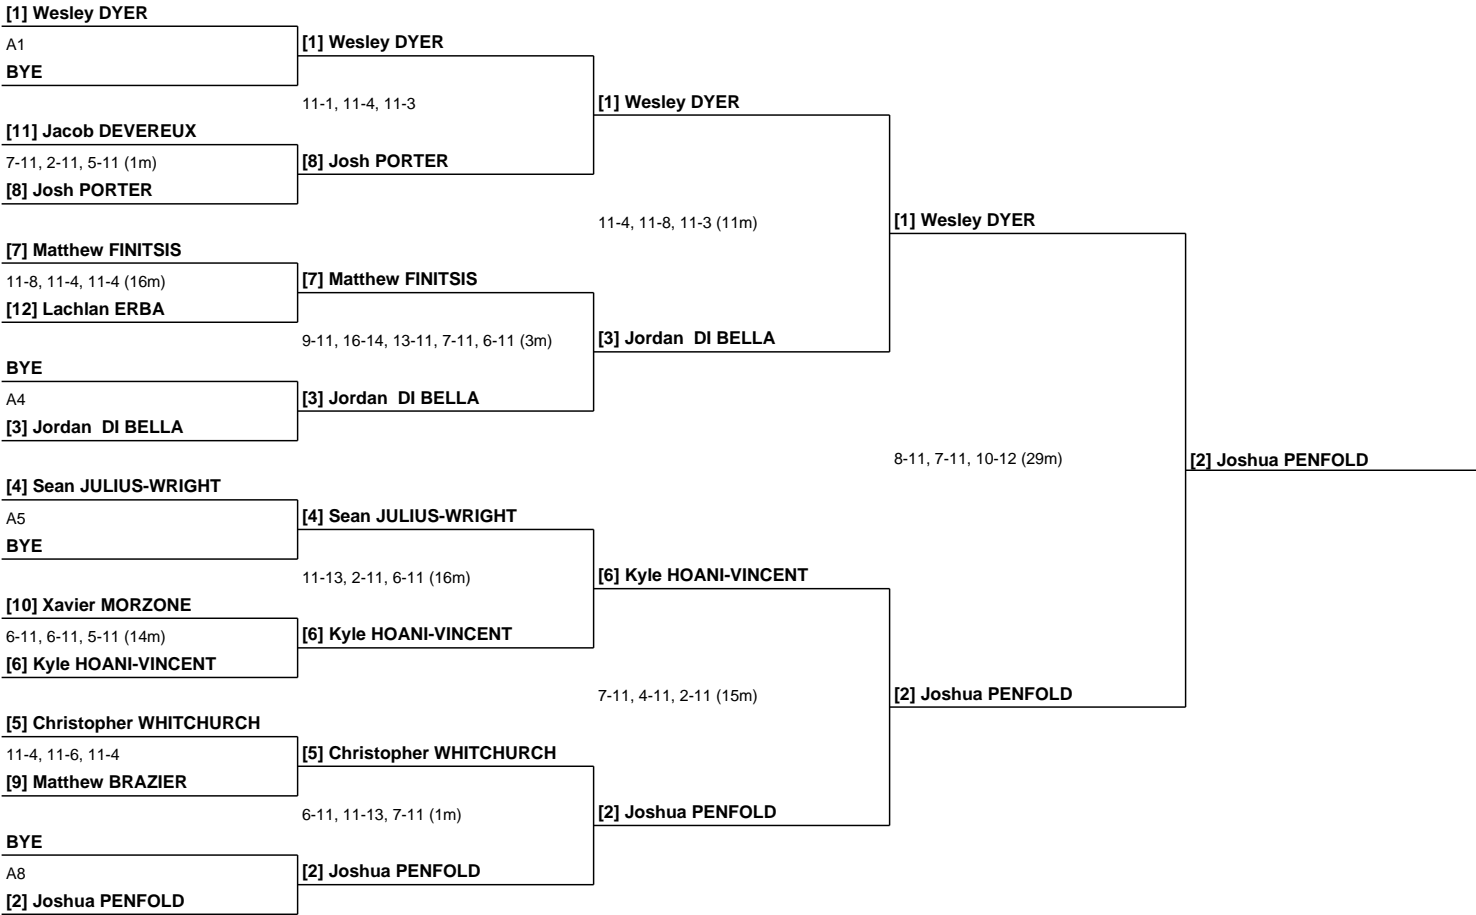 [1] Wesley DYER
A1
BYE
[11] Jacob DEVEREUX
7-11, 2-11, 5-11 (1m)
[8] Josh PORTER
[7] Matthew FINITSIS
11-8, 11-4, 11-4 (16m)
[12] Lachlan ERBA
BYE
A4
[3] Jordan  DI BELLA
[4] Sean JULIUS-WRIGHT
A5
BYE
[10] Xavier MORZONE
6-11, 6-11, 5-11 (14m)
[6] Kyle HOANI-VINCENT
[5] Christopher WHITCHURCH
11-4, 11-6, 11-4
[9] Matthew BRAZIER
BYE
A8
[2] Joshua PENFOLD
[1] Wesley DYER
11-1, 11-4, 11-3
[8] Josh PORTER
[7] Matthew FINITSIS
9-11, 16-14, 13-11, 7-11, 6-11 (3m)
[3] Jordan  DI BELLA
[4] Sean JULIUS-WRIGHT
11-13, 2-11, 6-11 (16m)
[6] Kyle HOANI-VINCENT
[5] Christopher WHITCHURCH
6-11, 11-13, 7-11 (1m)
[2] Joshua PENFOLD
[1] Wesley DYER
11-4, 11-8, 11-3 (11m)
[3] Jordan  DI BELLA
[6] Kyle HOANI-VINCENT
7-11, 4-11, 2-11 (15m)
[2] Joshua PENFOLD
[1] Wesley DYER
8-11, 7-11, 10-12 (29m)
[2] Joshua PENFOLD
[2] Joshua PENFOLD